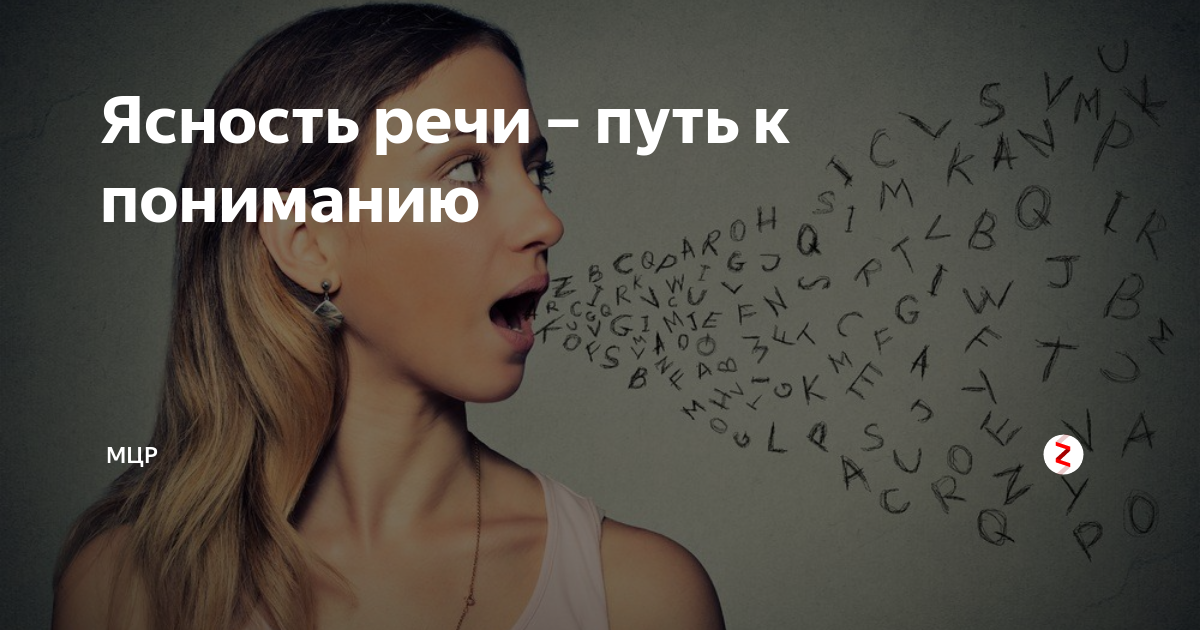 Ясность речи – путь к
пониманию
МЦР